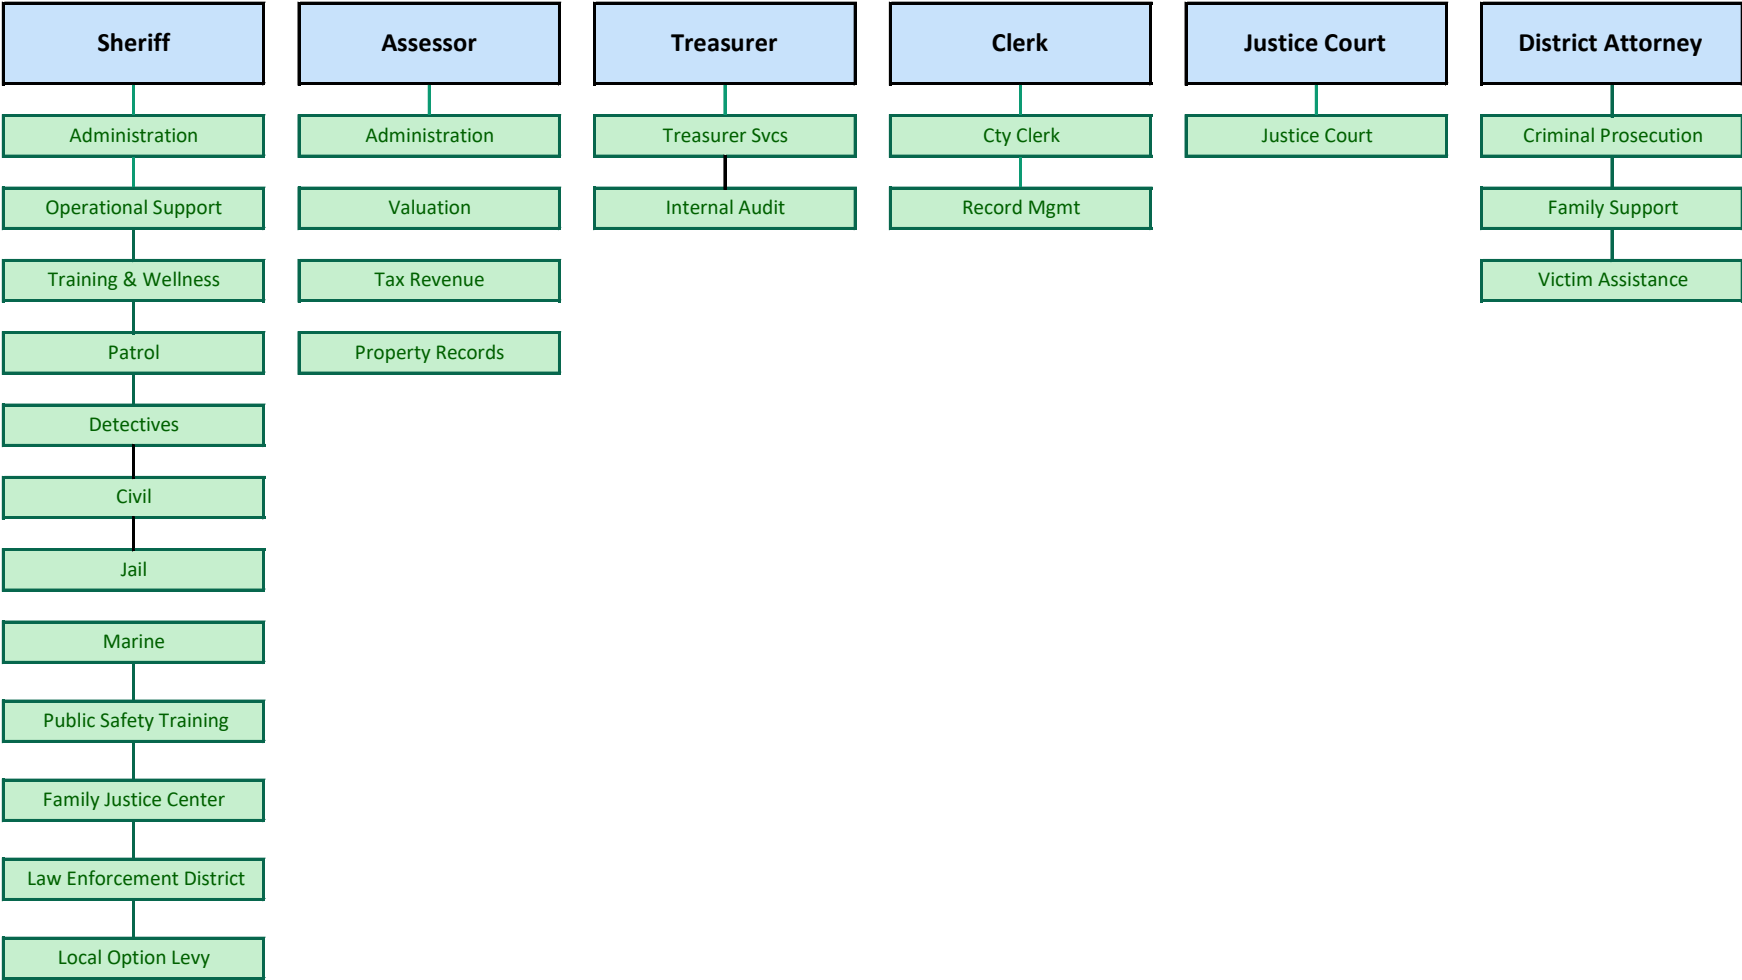 Sheriff
Assessor
Treasurer
Clerk
Justice Court
District Attorney
Administration
Administration
Treasurer Svcs
Cty Clerk
Justice Court
Criminal Prosecution
Operational Support
Valuation
Internal Audit
Record Mgmt
Family Support
Training & Wellness
Tax Revenue
Victim Assistance
Patrol
Property Records
Detectives
Civil
Jail
Marine
Public Safety Training
Family Justice Center
Law Enforcement District
Local Option Levy